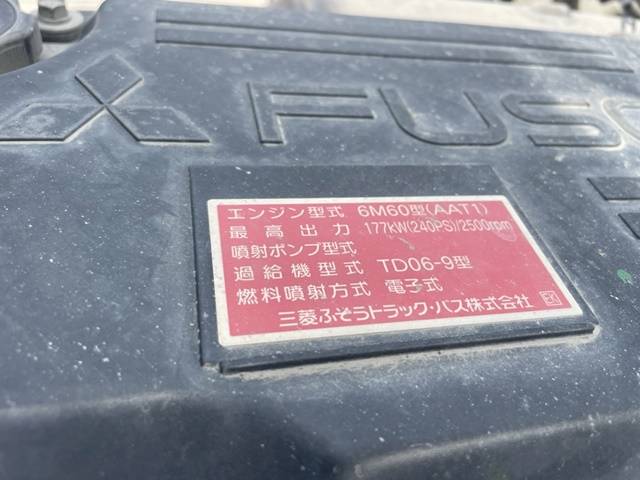 FUSO
エンジン型式 6M60型(AAT1)
最高出力 177kW(240PS)/2500rpm
噴射ポンプ型式
過給機型式 TD06-9型
燃料噴射方式 電子式
三菱ふそうトラック・バス株式会社